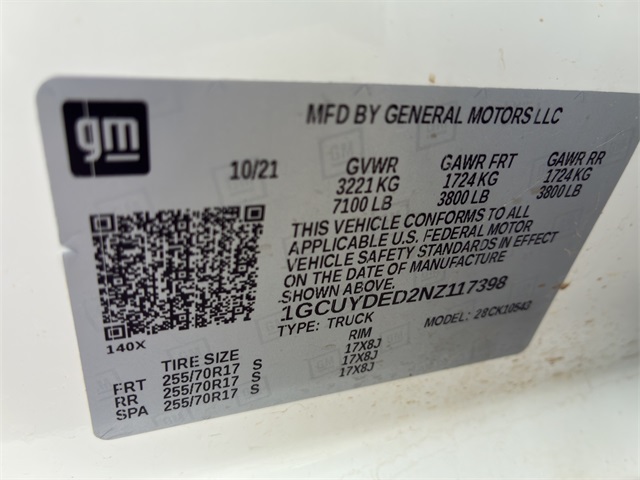 gm
MFD BY GENERAL MOTORS LLC
10/21 GVWR GAWR FRT GAWR RR
3221 KG 1724 KG 1724 KG
7100 LB 3800 LB 3800 LB
THIS VEHICLE CONFORMS TO ALL
APPLICABLE U.S. FEDERAL MOTOR
VEHICLE SAFETY STANDARDS IN EFFECT
ON THE DATE OF MANUFACTURE
SHOWN ABOVE.
1GCUYDED2NZ117398
TYPE: TRUCK MODEL: 28CK10543
140X
TIRE SIZE RIM
FRT 255/70R17 S 17X8J
RR 255/70R17 S 17X8J
SPA 255/70R17 S 17X8J